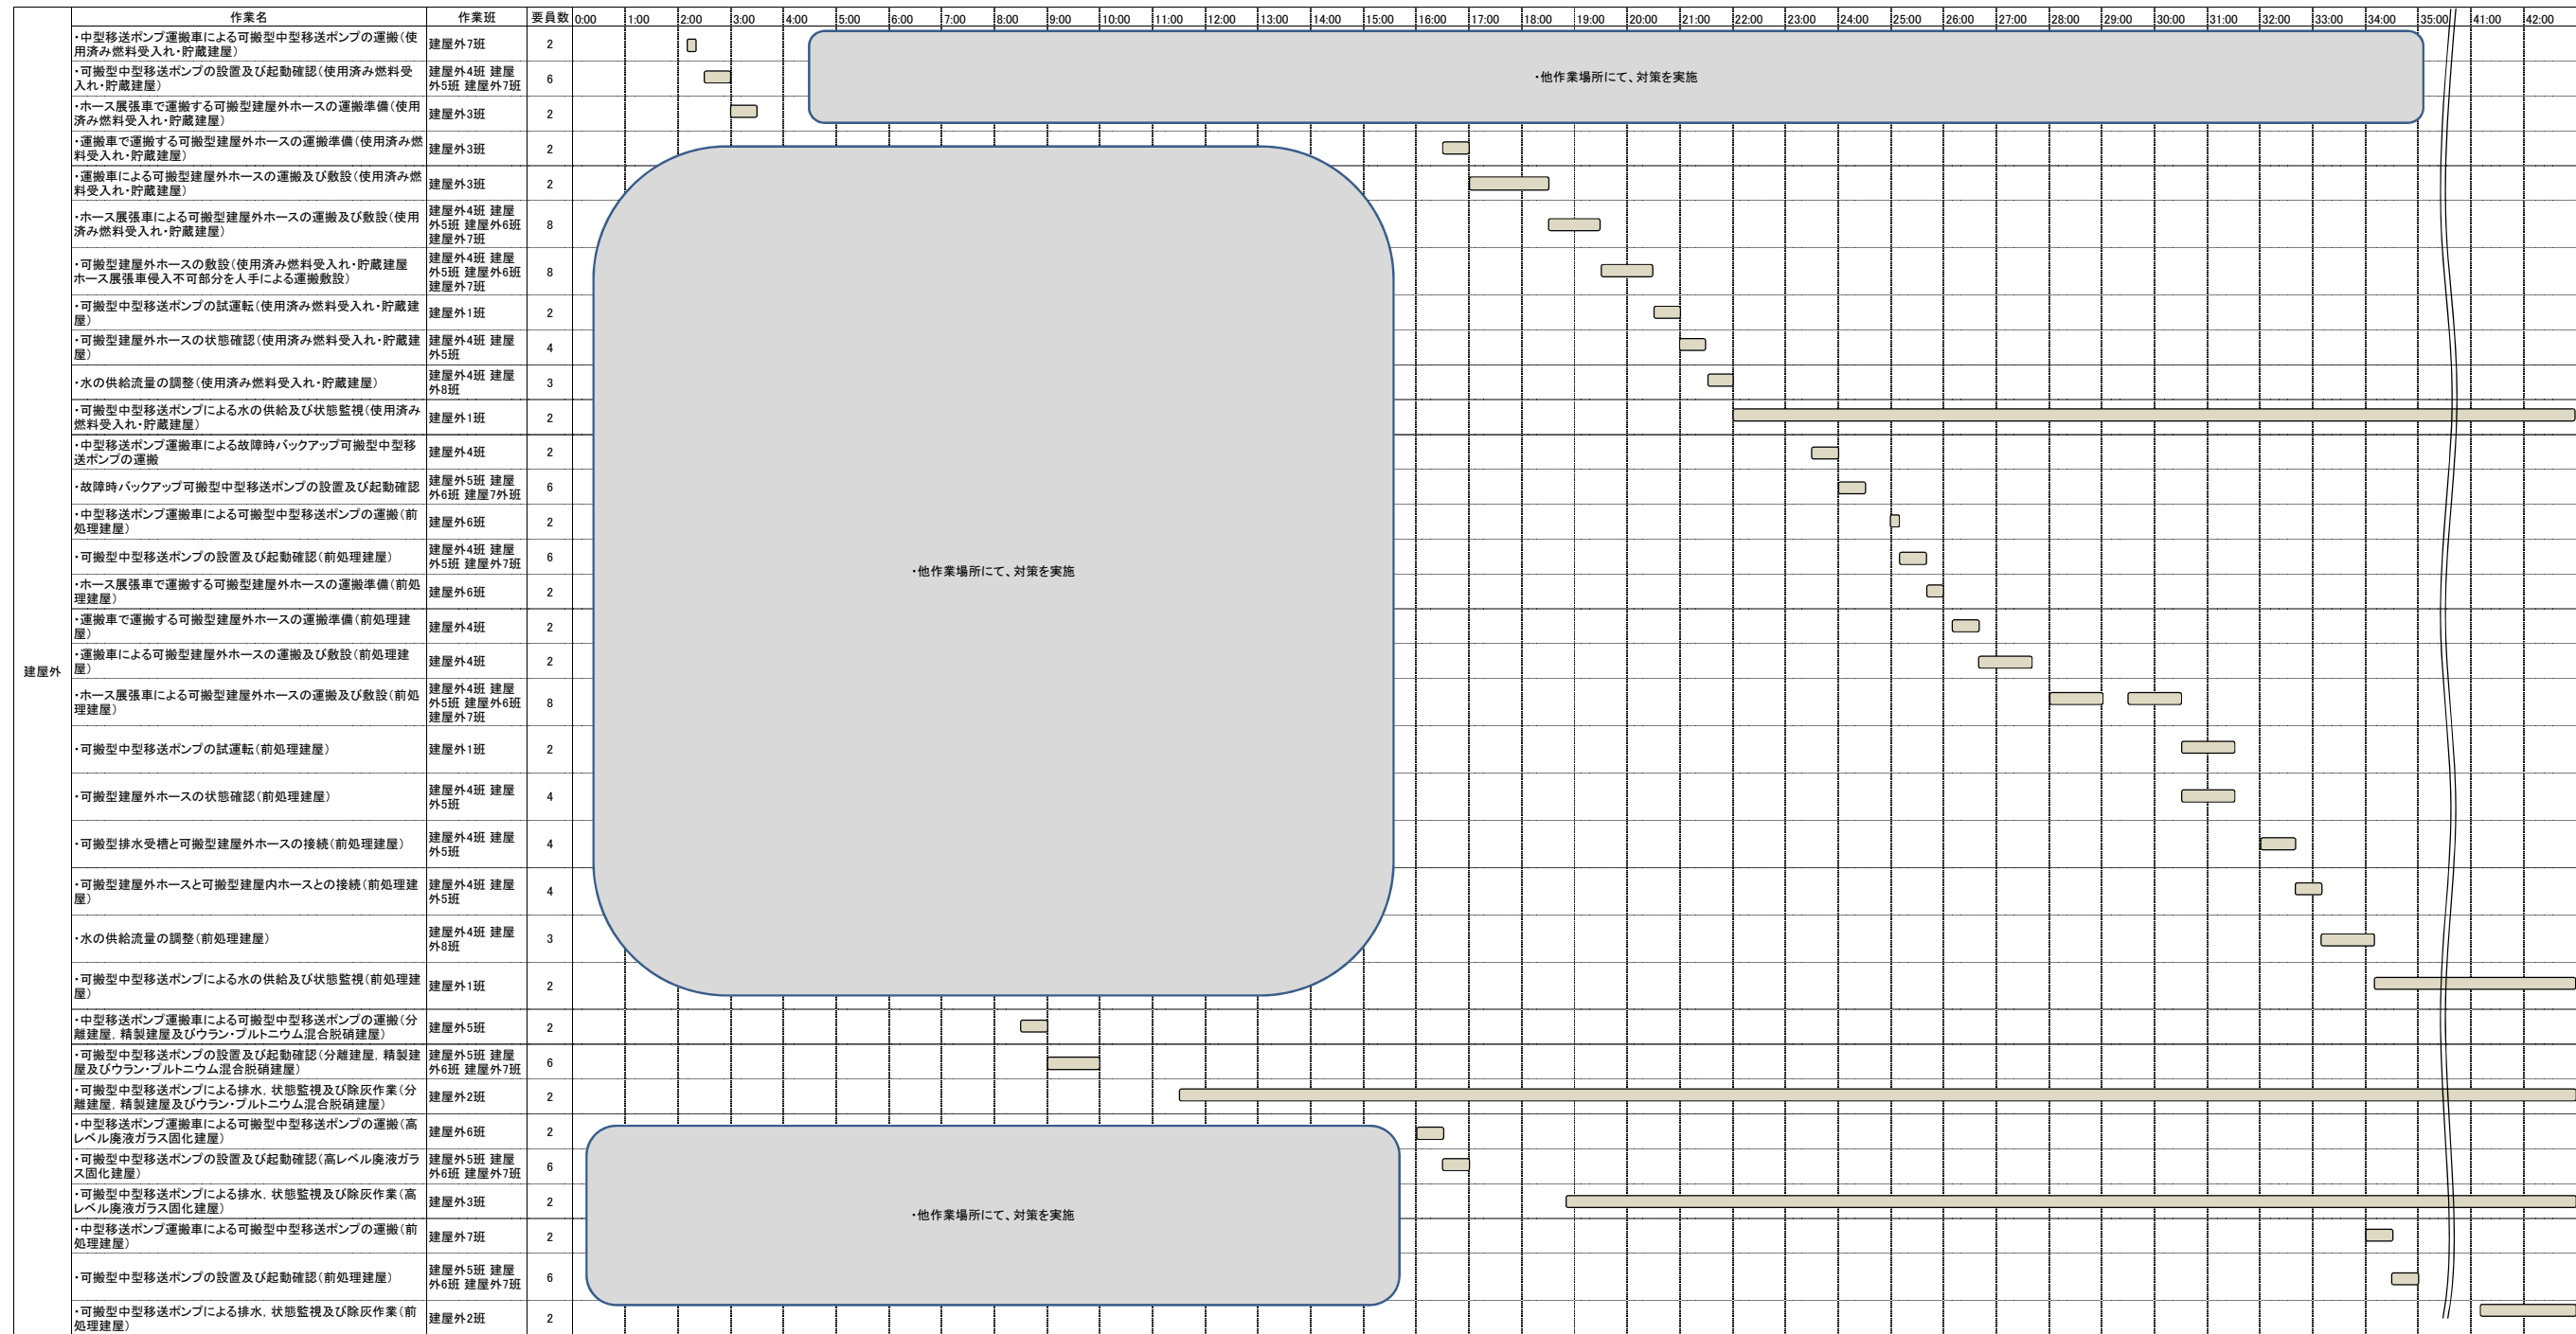 作業名 作業班 要員数 0:00 1:00 2:00 3:00 4:00 5:00 6:00 7:00 8:00 9:00 10:00 11:00 12:00 13:00 14:00 15:00 16:00 17:00 18:00 19:00 20:00 21:00 22:00 23:00 24:00 25:00 26:00 27:00 28:00 29:00 30:00 31:00 32:00 33:00 34:00 35:00 41:00 42:00
建屋外
・中型移送ポンプ運搬車による可搬型中型移送ポンプの運搬（使
用済み燃料受入れ・貯蔵建屋）
建屋外7班
2
・可搬型中型移送ポンプの設置及び起動確認（使用済み燃料受
入れ・貯蔵建屋）
建屋外4班 建屋
外5班 建屋外7班
6
・他作業場所にて、対策を実施
・ホース展張車で運搬する可搬型建屋外ホースの運搬準備（使用
済み燃料受入れ・貯蔵建屋）
建屋外3班
2
・運搬車で運搬する可搬型建屋外ホースの運搬準備（使用済み燃
料受入れ・貯蔵建屋）
建屋外3班
2
・運搬車による可搬型建屋外ホースの運搬及び敷設（使用済み燃
料受入れ・貯蔵建屋）
建屋外3班
2
・ホース展張車による可搬型建屋外ホースの運搬及び敷設（使用
済み燃料受入れ・貯蔵建屋）
建屋外4班 建屋
外5班 建屋外6班
建屋外7班
8
・可搬型建屋外ホースの敷設（使用済み燃料受入れ・貯蔵建屋
ホース展張車侵入不可部分を人手による運搬敷設）
建屋外4班 建屋
外5班 建屋外6班
建屋外7班
8
・可搬型中型移送ポンプの試運転（使用済み燃料受入れ・貯蔵建
屋）
建屋外1班
2
・可搬型建屋外ホースの状態確認（使用済み燃料受入れ・貯蔵建
屋）
建屋外4班 建屋
外5班
4
・水の供給流量の調整（使用済み燃料受入れ・貯蔵建屋）
建屋外4班 建屋
外8班
3
・可搬型中型移送ポンプによる水の供給及び状態監視（使用済み
燃料受入れ・貯蔵建屋）
建屋外1班
2
・中型移送ポンプ運搬車による故障時バックアップ可搬型中型移
送ポンプの運搬
建屋外4班
2
・故障時バックアップ可搬型中型移送ポンプの設置及び起動確認
建屋外5班 建屋
外6班 建屋7外班
6
・中型移送ポンプ運搬車による可搬型中型移送ポンプの運搬（前
処理建屋）
建屋外6班
2
・可搬型中型移送ポンプの設置及び起動確認（前処理建屋）
建屋外4班 建屋
外5班 建屋外7班
6
・他作業場所にて、対策を実施
・ホース展張車で運搬する可搬型建屋外ホースの運搬準備（前処
理建屋）
建屋外6班
2
・運搬車で運搬する可搬型建屋外ホースの運搬準備（前処理建
屋）
建屋外4班
2
・運搬車による可搬型建屋外ホースの運搬及び敷設（前処理建
屋）
建屋外4班
2
・ホース展張車による可搬型建屋外ホースの運搬及び敷設（前処
理建屋）
建屋外4班 建屋
外5班 建屋外6班
建屋外7班
8
・可搬型中型移送ポンプの試運転（前処理建屋）
建屋外1班
2
・可搬型建屋外ホースの状態確認（前処理建屋）
建屋外4班 建屋
外5班
4
・可搬型排水受槽と可搬型建屋外ホースの接続（前処理建屋）
建屋外4班 建屋
外5班
4
・可搬型建屋外ホースと可搬型建屋内ホースとの接続（前処理建
屋）
建屋外4班 建屋
外5班
4
・水の供給流量の調整（前処理建屋）
建屋外4班 建屋
外8班
3
・可搬型中型移送ポンプによる水の供給及び状態監視（前処理建
屋）
建屋外1班
2
・中型移送ポンプ運搬車による可搬型中型移送ポンプの運搬（分
離建屋，精製建屋及びウラン・プルトニウム混合脱硝建屋）
建屋外5班
2
・可搬型中型移送ポンプの設置及び起動確認（分離建屋，精製建
屋及びウラン・プルトニウム混合脱硝建屋）
建屋外5班 建屋
外6班 建屋外7班
6
・可搬型中型移送ポンプによる排水，状態監視及び除灰作業（分
離建屋，精製建屋及びウラン・プルトニウム混合脱硝建屋）
建屋外2班
2
・中型移送ポンプ運搬車による可搬型中型移送ポンプの運搬（高
レベル廃液ガラス固化建屋）
建屋外6班
2
・可搬型中型移送ポンプの設置及び起動確認（高レベル廃液ガラ
ス固化建屋）
建屋外5班 建屋
外6班 建屋外7班
6
・可搬型中型移送ポンプによる排水，状態監視及び除灰作業（高
レベル廃液ガラス固化建屋）
建屋外3班
2
・他作業場所にて、対策を実施
・中型移送ポンプ運搬車による可搬型中型移送ポンプの運搬（前
処理建屋）
建屋外7班
2
・可搬型中型移送ポンプの設置及び起動確認（前処理建屋）
建屋外5班 建屋
外6班 建屋外7班
6
・可搬型中型移送ポンプによる排水，状態監視及び除灰作業（前
処理建屋）
建屋外2班
2